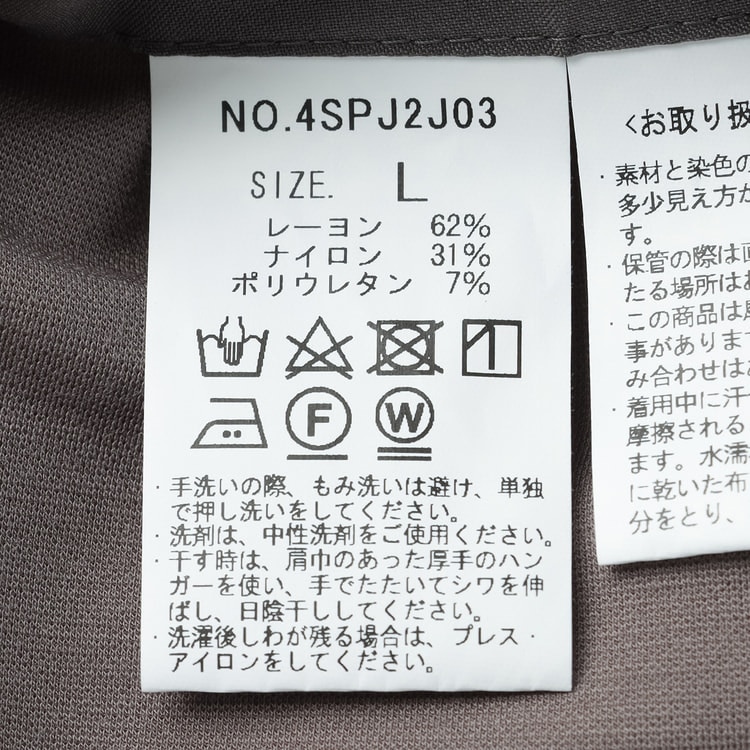 NO.4SPJ2J03
SIZE. L
レーヨン 62%
ナイロン 31%
ポリウレタン 7%
F
W
・手洗いの際、もみ洗いは避け、単独
で押し洗いをしてください。
・洗剤は、中性洗剤をご使用ください。
・干す時は、肩巾のあった厚手のハン
ガーを使い、手でたたいてシワを伸
ばし、日陰干ししてください。
・洗濯後しわが残る場合は、プレス・
アイロンをしてください。
<お取り扱
・素材と染色の
多少見え方が
す。
・保管の際は直
たる場所はお
・この商品は
事があります
み合わせはお
・着用中に汗
摩擦される
ます。水濡
に乾いた布
分をとり、